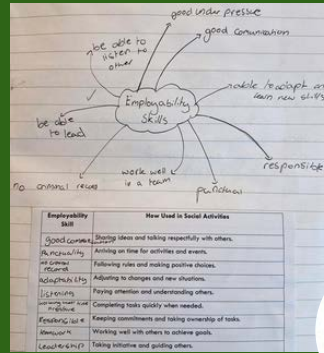 good under pressue
good comunication
be able to
listen to
other
able to adapt an
learn new skills
Employability
Skills
be able
to lead
responsible
work well
in a team
punctual
no criminal record
Employability
Skill
How Used in Social Activities
good comunication
Sharing ideas and talking respectfully with others.
Punctuality
Arriving on time for activities and events.
no criminal
record
Following rules and making positive choices.
adaptability
Adjusting to changes and new situations.
listening
Paying attention and understanding others.
working well under
pressure
Completing tasks quickly when needed.
Responsible
Keeping commitments and taking ownership of tasks.
teamwork
Working well with others to achieve goals.
Leadership
Taking initiative and guiding others.